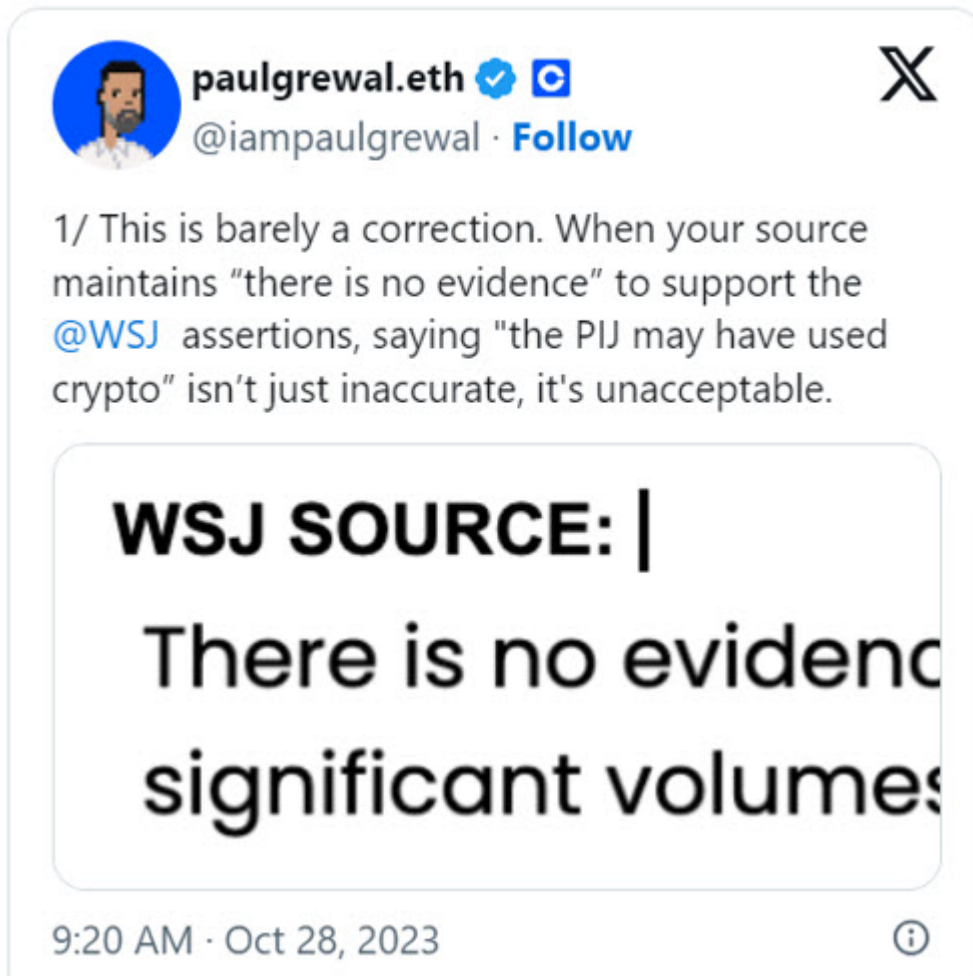 paulgrewal.eth
@iampaulgrewal · Follow
1/ This is barely a correction. When your source
maintains “there is no evidence” to support the
@WSJ assertions, saying "the PIJ may have used
crypto” isn’t just inaccurate, it's unacceptable.
WSJ SOURCE: |
There is no
significant volumes
9:20 AM · Oct 28, 2023